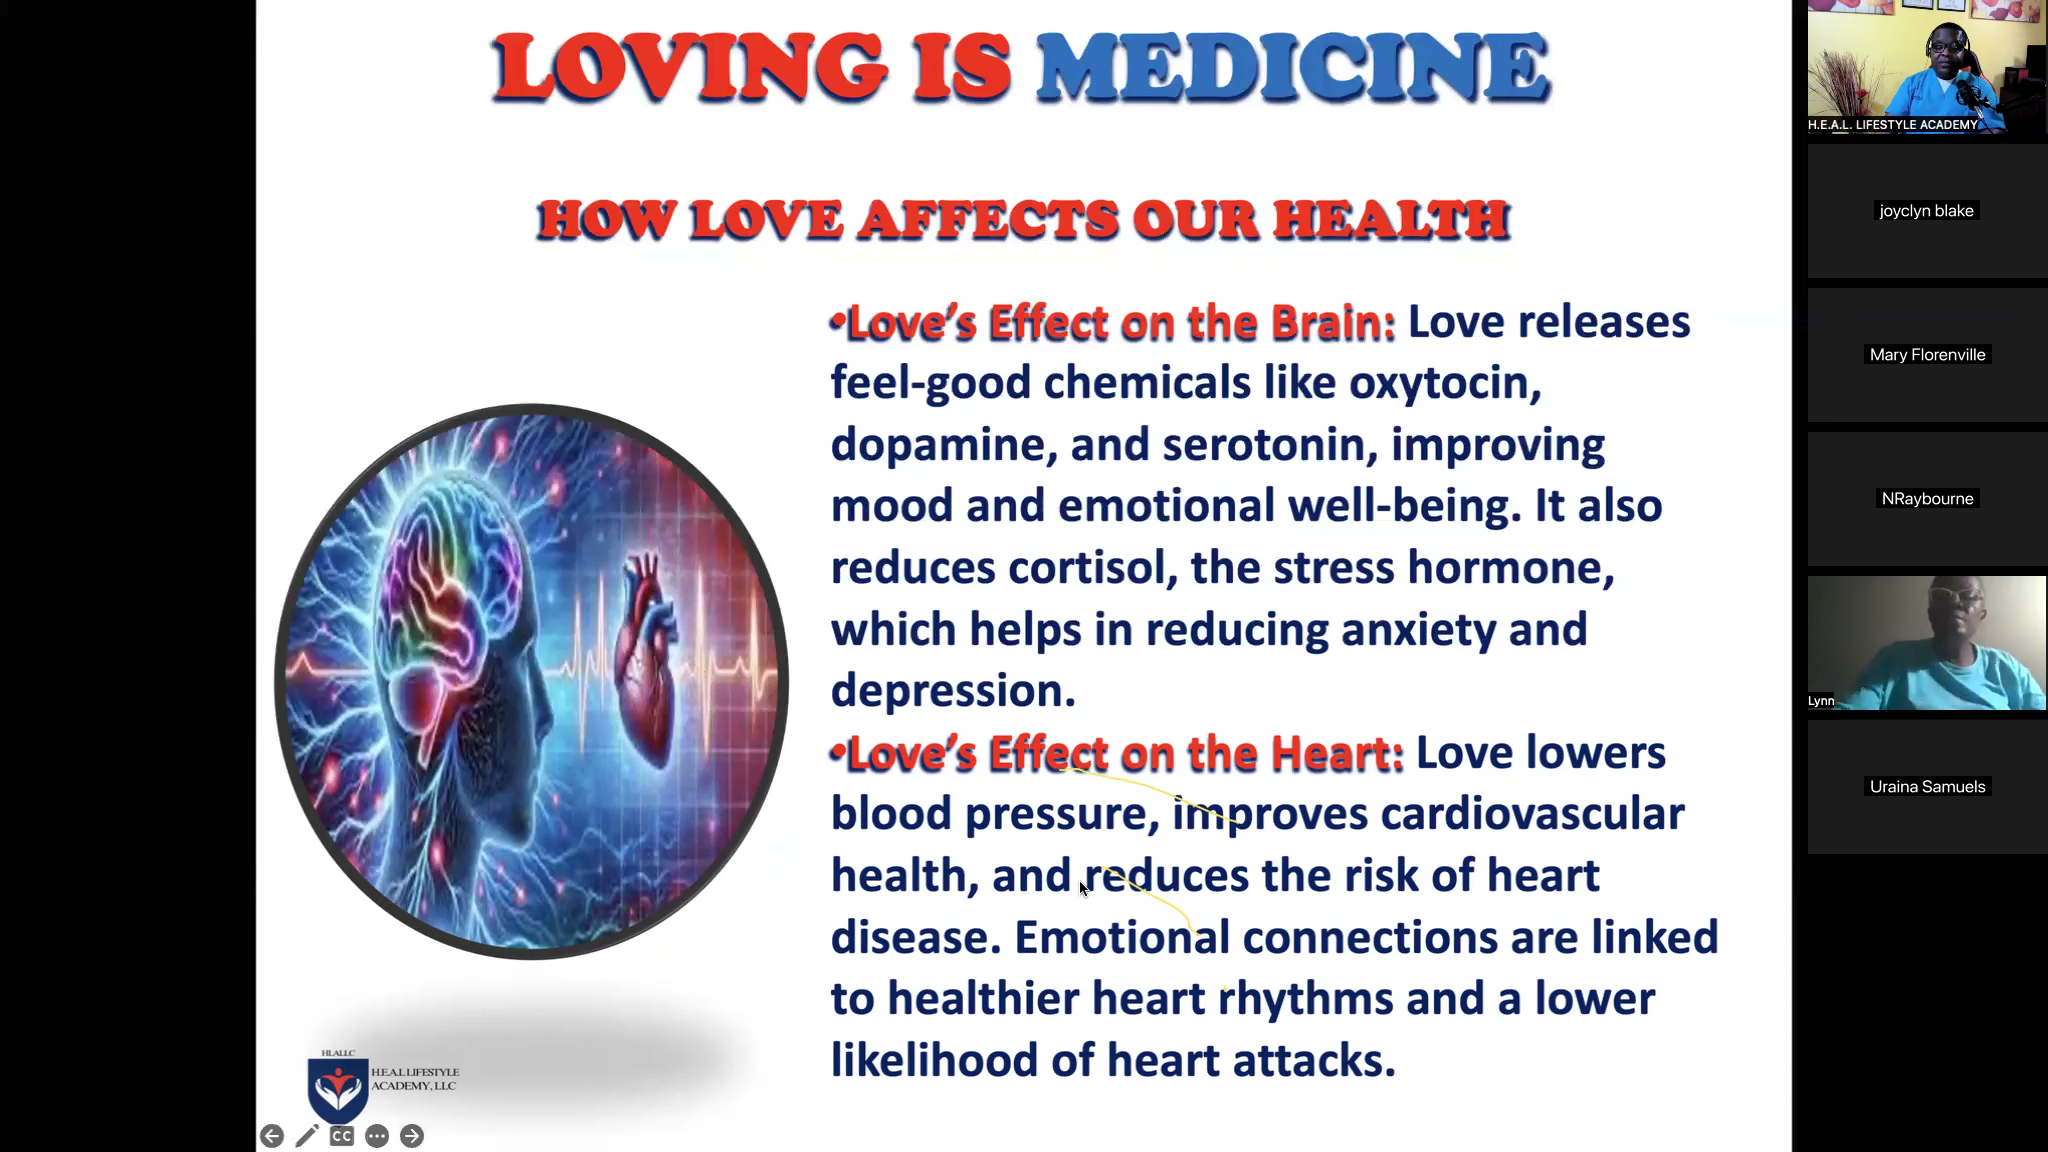 LOVING IS MEDICINE
HOW LOVE AFFECTS OUR HEALTH
•Love’s Effect on the Brain: Love releases
feel-good chemicals like oxytocin,
dopamine, and serotonin, improving
mood and emotional well-being. It also
reduces cortisol, the stress hormone,
which helps in reducing anxiety and
depression.
•Love’s Effect on the Heart: Love lowers
blood pressure, improves cardiovascular
health, and reduces the risk of heart
disease. Emotional connections are linked
to healthier heart rhythms and a lower
likelihood of heart attacks.
HLALLC
H.E.A.L LIFESTYLE
ACADEMY, LLC
CC
H.E.A.L. LIFESTYLE ACADEMY
joyclyn blake
Mary Florenville
NRaybourne
Lynn
Uraina Samuels